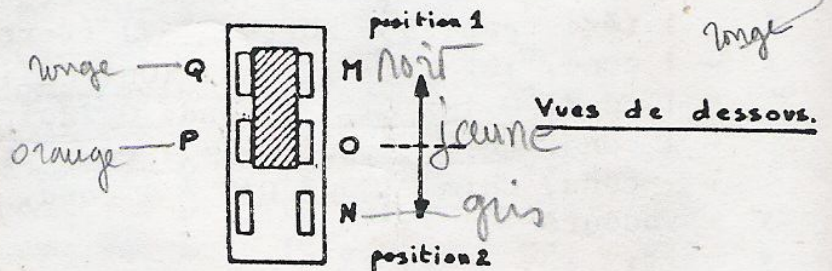 position 1
rouge
rouge Q M noir
Vues de dessous.
orange P O jaune
N gris
position 2